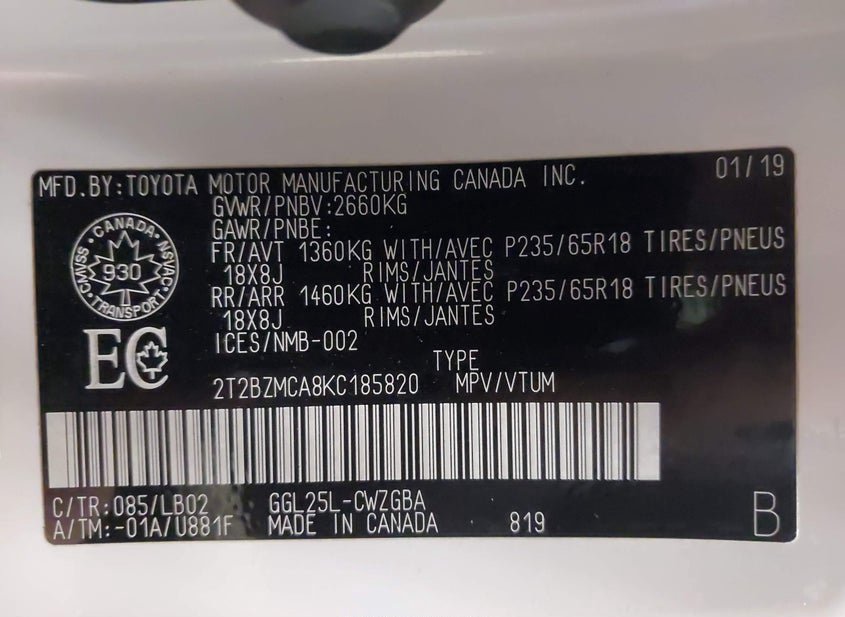 MFD.BY:TOYOTA MOTOR MANUFACTURING CANADA INC. 01/19
GVWR/PNBV:2660KG
GAWR/PNBE:
FR/AVT 1360KG WITH/AVEC P235/65R18 TIRES/PNEUS
18X8J RIMS/JANTES
RR/ARR 1460KG WITH/AVEC P235/65R18 TIRES/PNEUS
18X8J RIMS/JANTES
ICES/NMB-002
CANADA
CMVSS
930
NSVAC
TRANSPORT
EC
TYPE
2T2BZMCA8KC185820 MPV/VTUM
C/TR:085/LB02 GGL25L-CWZGBA
A/TM:-01A/U881F MADE IN CANADA 819 B